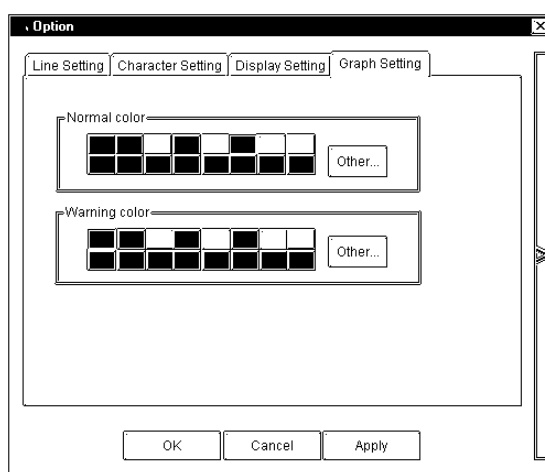 Option
Line Setting Character Setting Display Setting Graph Setting
Normal color
Other...
Warning color
Other...
OK Cancel Apply